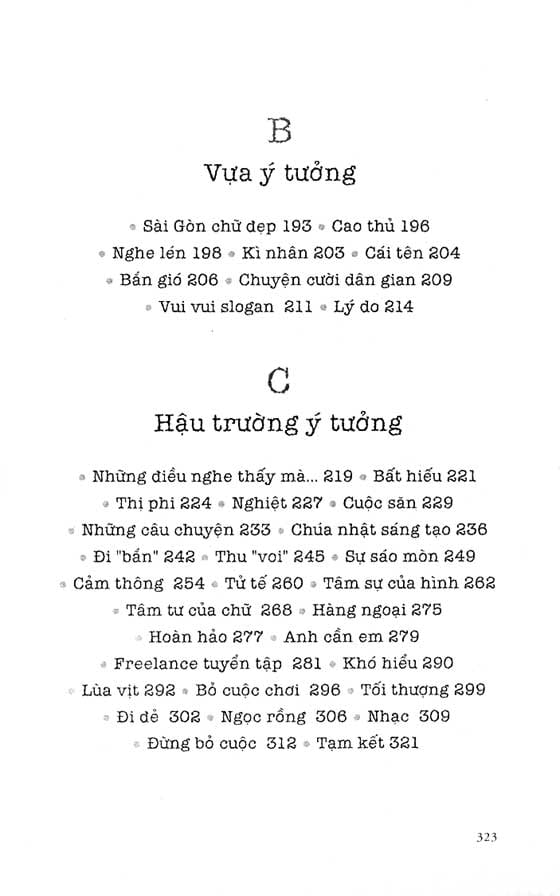 B
Vựa ý tưởng
• Sài Gòn chữ đẹp 193 • Cao thủ 196
• Nghe lén 198 • Kì nhân 203 • Cái tên 204
• Bắn gió 206 • Chuyện cười dân gian 209
• Vui vui slogan 211 • Lý do 214
C
Hậu trường ý tưởng
• Những điều nghe thấy mà... 219 • Bất hiếu 221
• Thị phi 224 • Nghiệt 227 • Cuộc săn 229
• Những câu chuyện 233 • Chúa nhật sáng tạo 236
• Đi "bắn" 242 • Thu "voi" 245 • Sự sáo mòn 249
• Cảm thông 254 • Tử tế 260 • Tâm sự của hình 262
• Tâm tư của chữ 268 • Hàng ngoại 275
• Hoàn hảo 277 • Anh cần em 279
• Freelance tuyển tập 281 • Khó hiểu 290
• Lùa vịt 292 • Bỏ cuộc chơi 296 • Tối thượng 299
• Đi đẻ 302 • Ngọc rồng 306 • Nhạc 309
• Đừng bỏ cuộc 312 • Tạm kết 321
323